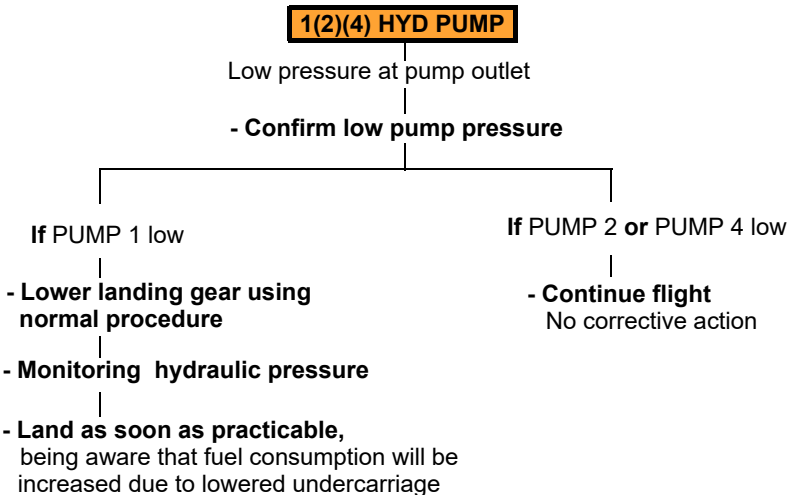 1(2)(4) HYD PUMP
Low pressure at pump outlet
- Confirm low pump pressure
If PUMP 1 low
- Lower landing gear using
normal procedure
- Monitoring  hydraulic pressure
- Land as soon as practicable,
being aware that fuel consumption will be
increased due to lowered undercarriage
If PUMP 2 or PUMP 4 low
- Continue flight
No corrective action